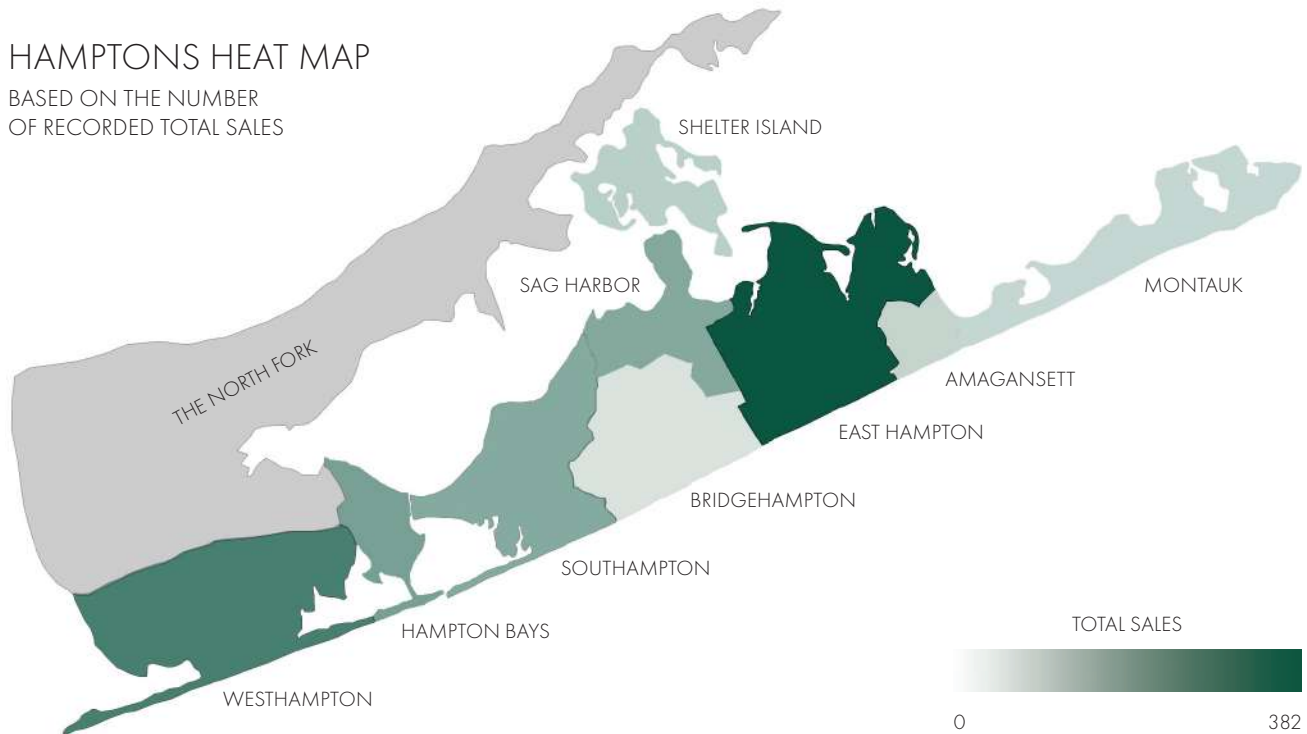 HAMPTONS HEAT MAP
BASED ON THE NUMBER
OF RECORDED TOTAL SALES
SHELTER ISLAND
SAG HARBOR
MONTAUK
THE NORTH FORK
AMAGANSETT
EAST HAMPTON
BRIDGEHAMPTON
SOUTHAMPTON
HAMPTON BAYS
WESTHAMPTON
TOTAL SALES
0 382